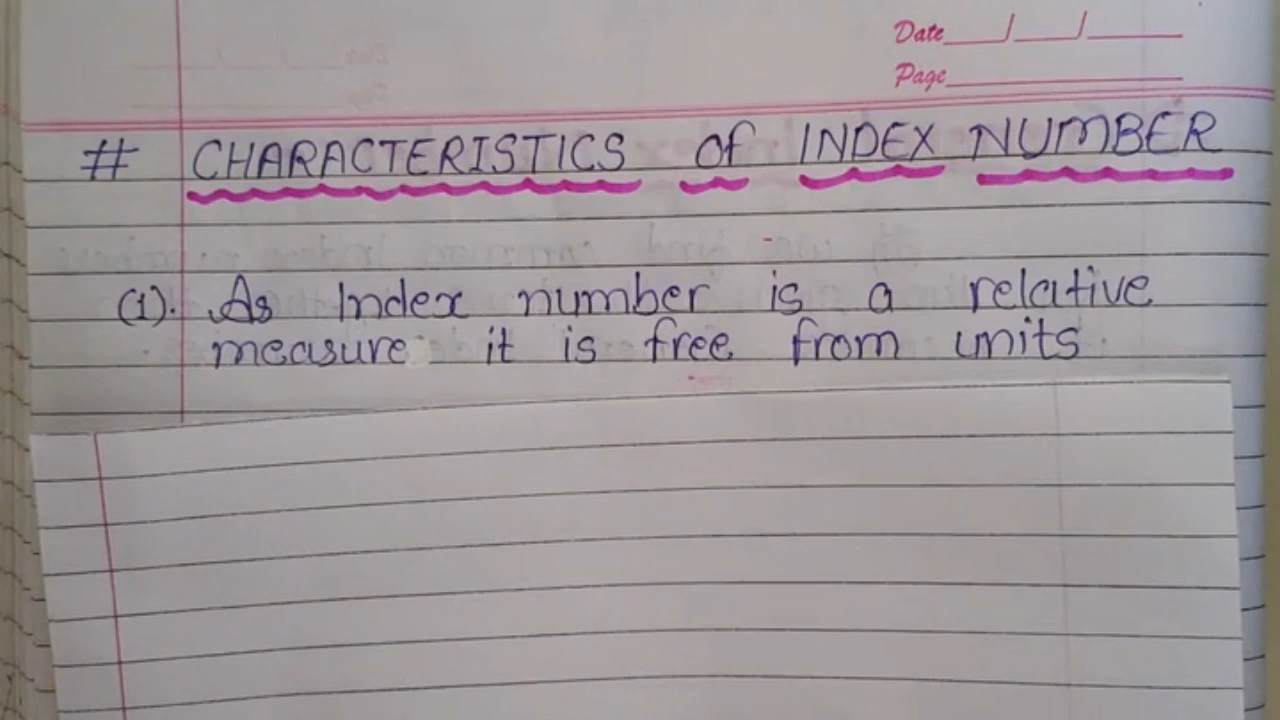 Date
Page
# CHARACTERISTICS Of INDEX NUMBER
(1). As Index number is a relative
measure it is free from units